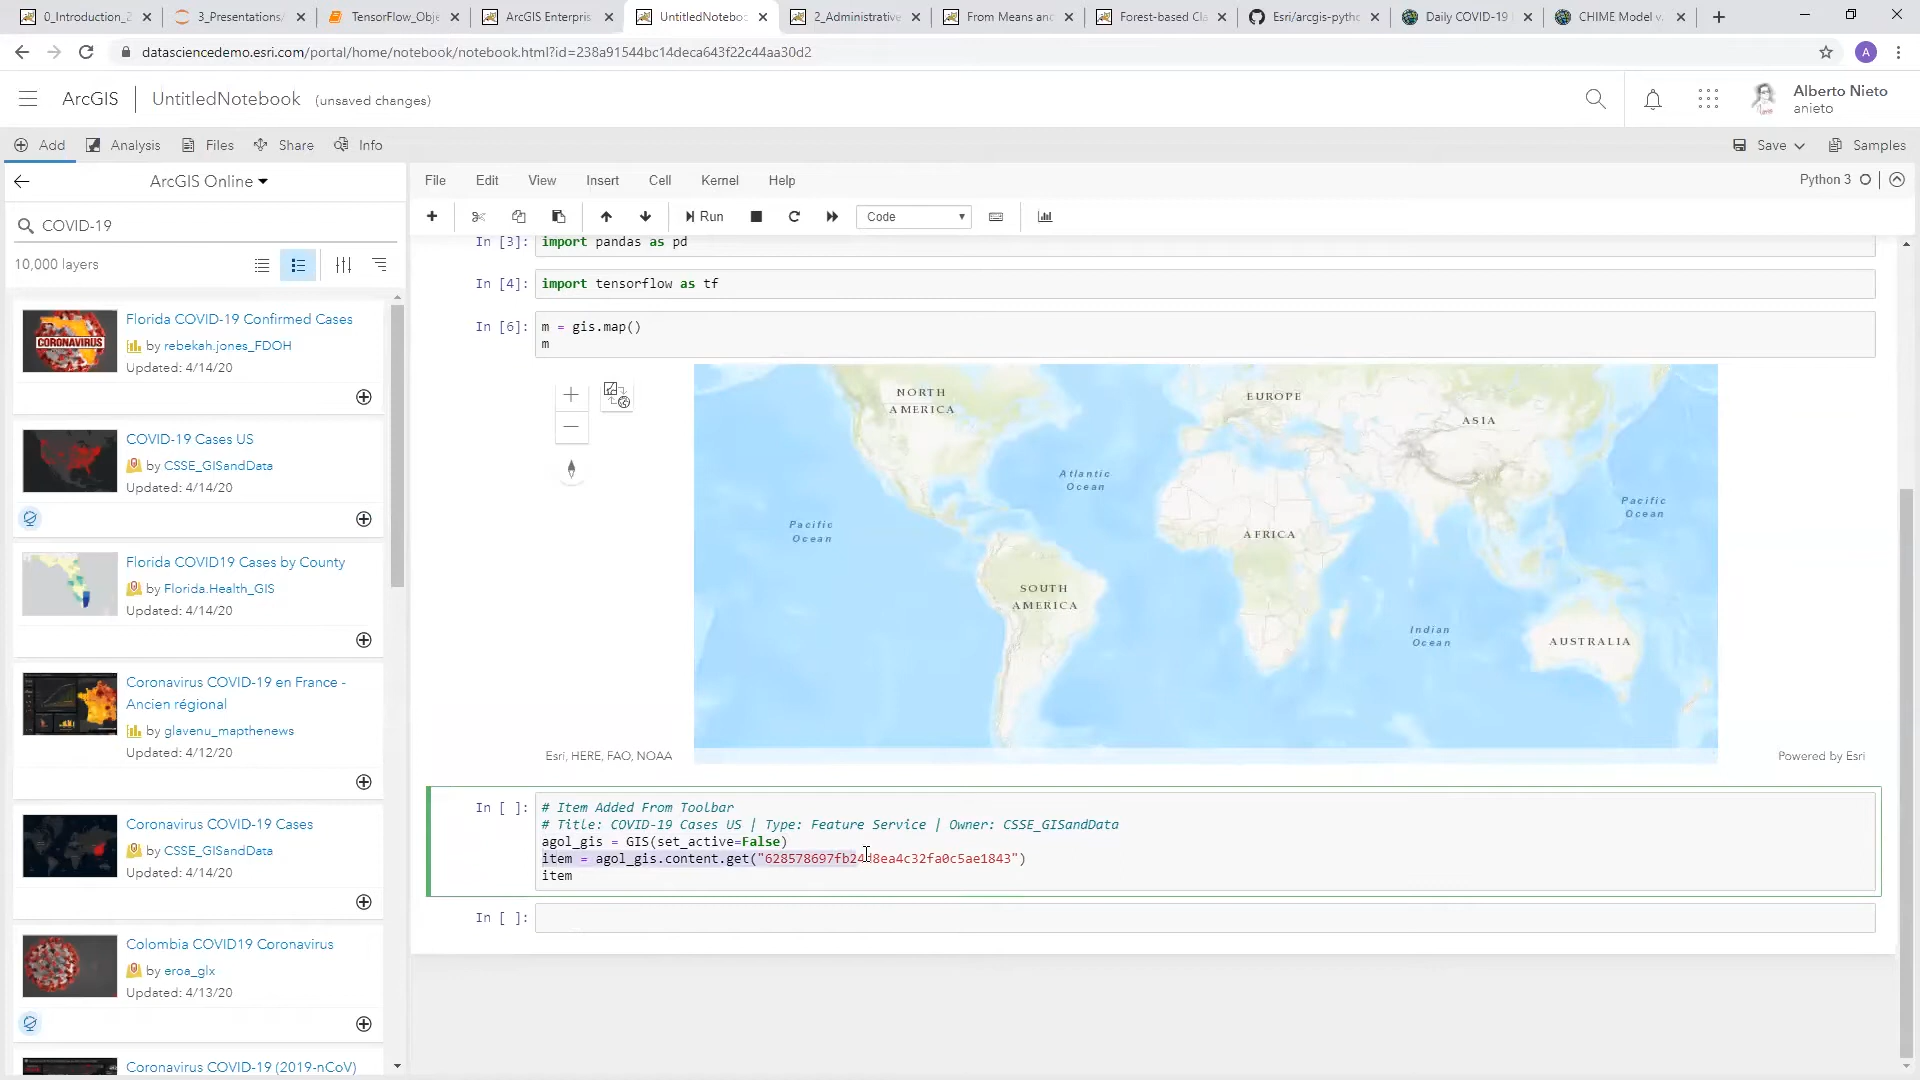 0_Introduction_2
3_Presentations/
TensorFlow_Obje
ArcGIS Enterpris
UntitledNotebook
2_Administrative
From Means and
Forest-based Cla
Esri/arcgis-pytho
Daily COVID-19
CHIME Model v
datasciencedemo.esri.com/portal/home/notebook/notebook.html?id=238a91544bc14deca643f22c44aa30d2
A
ArcGIS
UntitledNotebook (unsaved changes)
Alberto Nieto
anieto
Add
Analysis
Files
Share
Info
Save
Samples
ArcGIS Online
COVID-19
10,000 layers
Florida COVID-19 Confirmed Cases
by rebekah.jones_FDOH
Updated: 4/14/20
CORONAVIRUS
COVID-19 Cases US
by CSSE_GISandData
Updated: 4/14/20
Florida COVID19 Cases by County
by Florida.Health_GIS
Updated: 4/14/20
Coronavirus COVID-19 en France -
Ancien régional
by glavenu_mapthenews
Updated: 4/12/20
Coronavirus COVID-19 Cases
by CSSE_GISandData
Updated: 4/14/20
Colombia COVID19 Coronavirus
by eroa_glx
Updated: 4/13/20
Coronavirus COVID-19 (2019-nCoV)
File Edit View Insert Cell Kernel Help
Python 3
Run
Code
In [3]: import pandas as pd
In [4]: import tensorflow as tf
In [6]: m = gis.map()
m
NORTH
AMERICA
EUROPE
ASIA
Atlantic
Ocean
Pacific
Ocean
Pacific
Ocean
AFRICA
SOUTH
AMERICA
Indian
Ocean
AUSTRALIA
Esri, HERE, FAO, NOAA
Powered by Esri
In [ ]: # Item Added From Toolbar
# Title: COVID-19 Cases US | Type: Feature Service | Owner: CSSE_GISandData
agol_gis = GIS(set_active=False)
item = agol_gis.content.get("628578697fb24d8ea4c32fa0c5ae1843")
item
In [ ]: